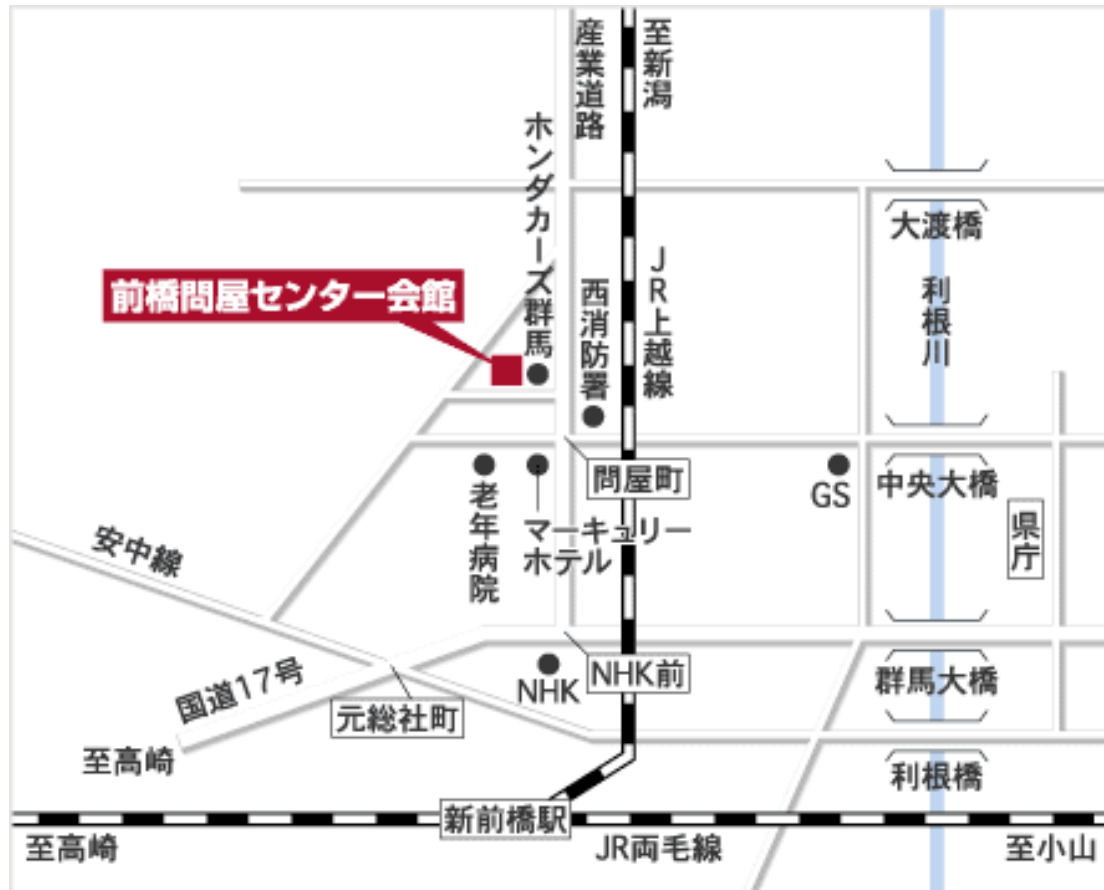 産業道路
至新潟
ホンダカーズ群馬
大渡橋
JR上越線
利根川
前橋問屋センター会館
西消防署
問屋町
GS
中央大橋
老年病院
マーキュリー
ホテル
県庁
安中線
国道17号
NHK
NHK前
群馬大橋
元総社町
至高崎
利根橋
新前橋駅
至高崎
JR両毛線
至小山